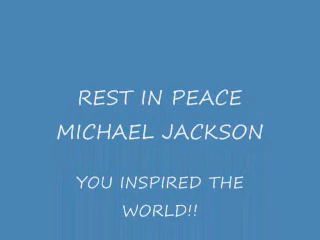 REST IN PEACE
MICHAEL JACKSON
YOU INSPIRED THE
WORLD!!